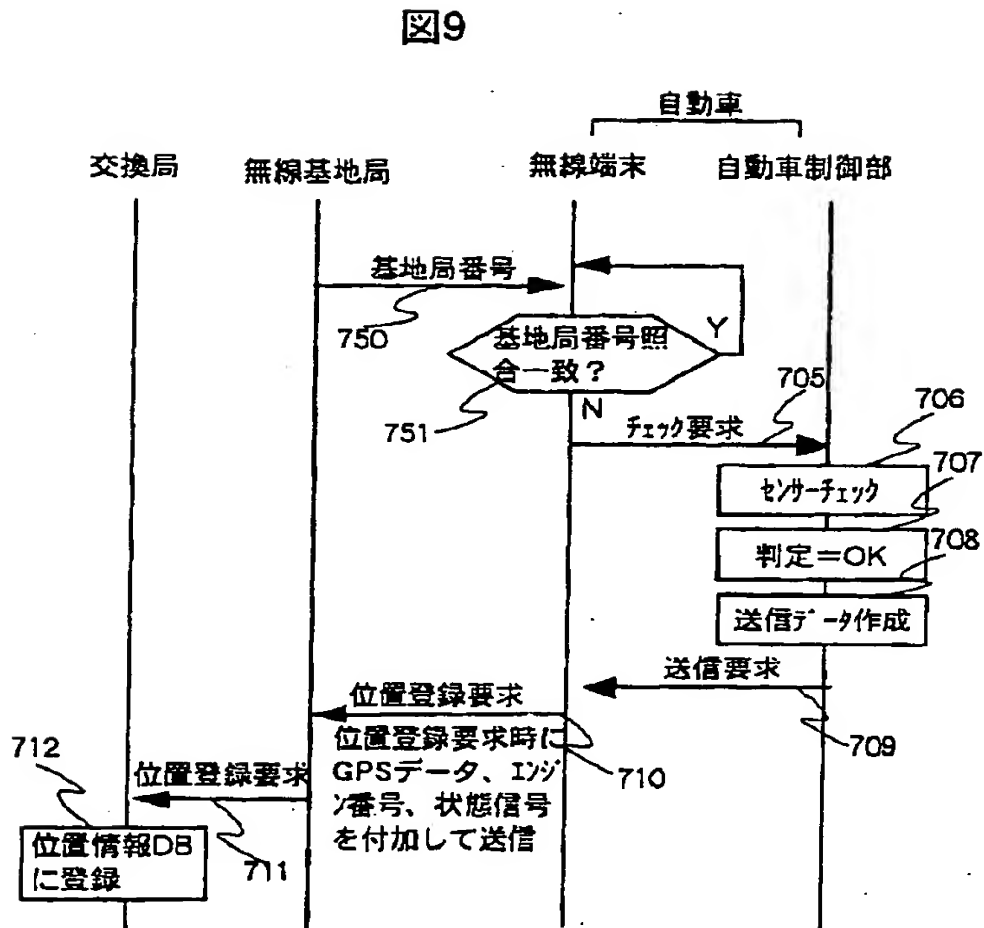 図9
自動車
交換局
無線基地局
無線端末
自動車制御部
基地局番号
750
Y
基地局番号照
合一致?
751
N
705
チェック要求
706
センサーチェック
707
判定=OK
708
送信データ作成
送信要求
709
位置登録要求
710
位置登録要求時に
GPSデータ、エンジ
ン番号、状態信号
を付加して送信
712
位置登録要求
711
位置情報DB
に登録